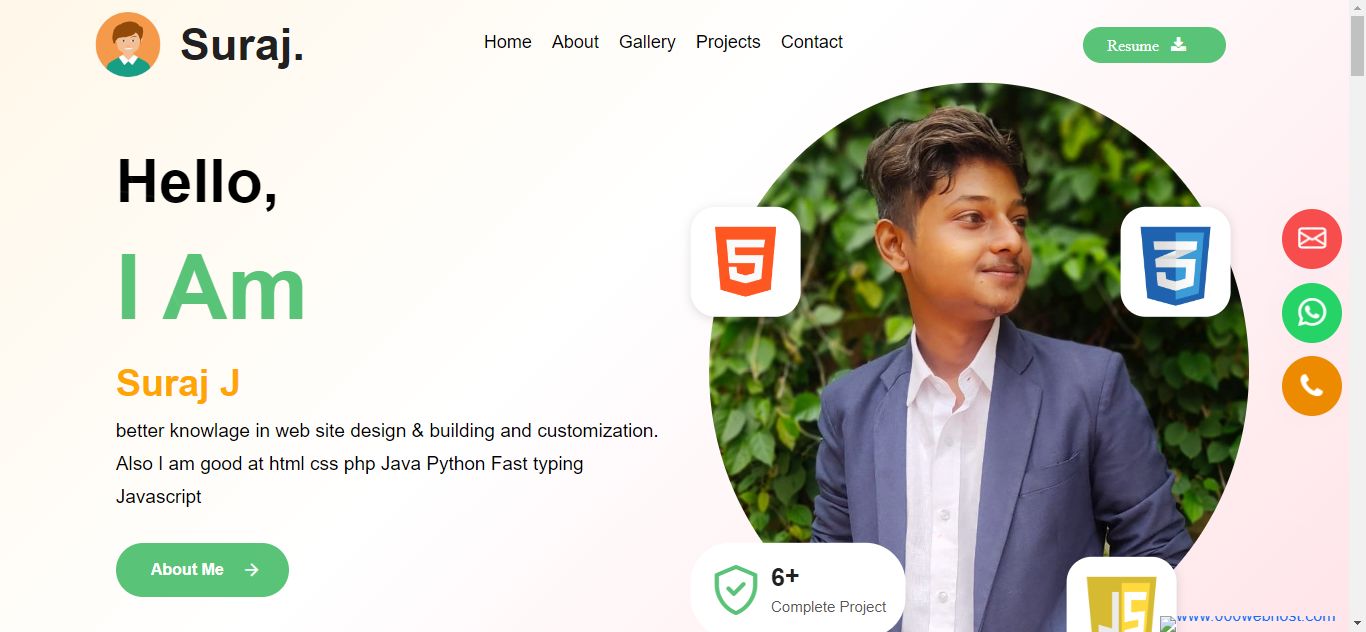 Suraj.
Home About Gallery Projects Contact
Resume
Hello,
I Am
Suraj J
better knowlage in web site design & building and customization.
Also I am good at html css php Java Python Fast typing
Javascript
About Me
5
3
6+
Complete Project
JS
www.000webhost.com